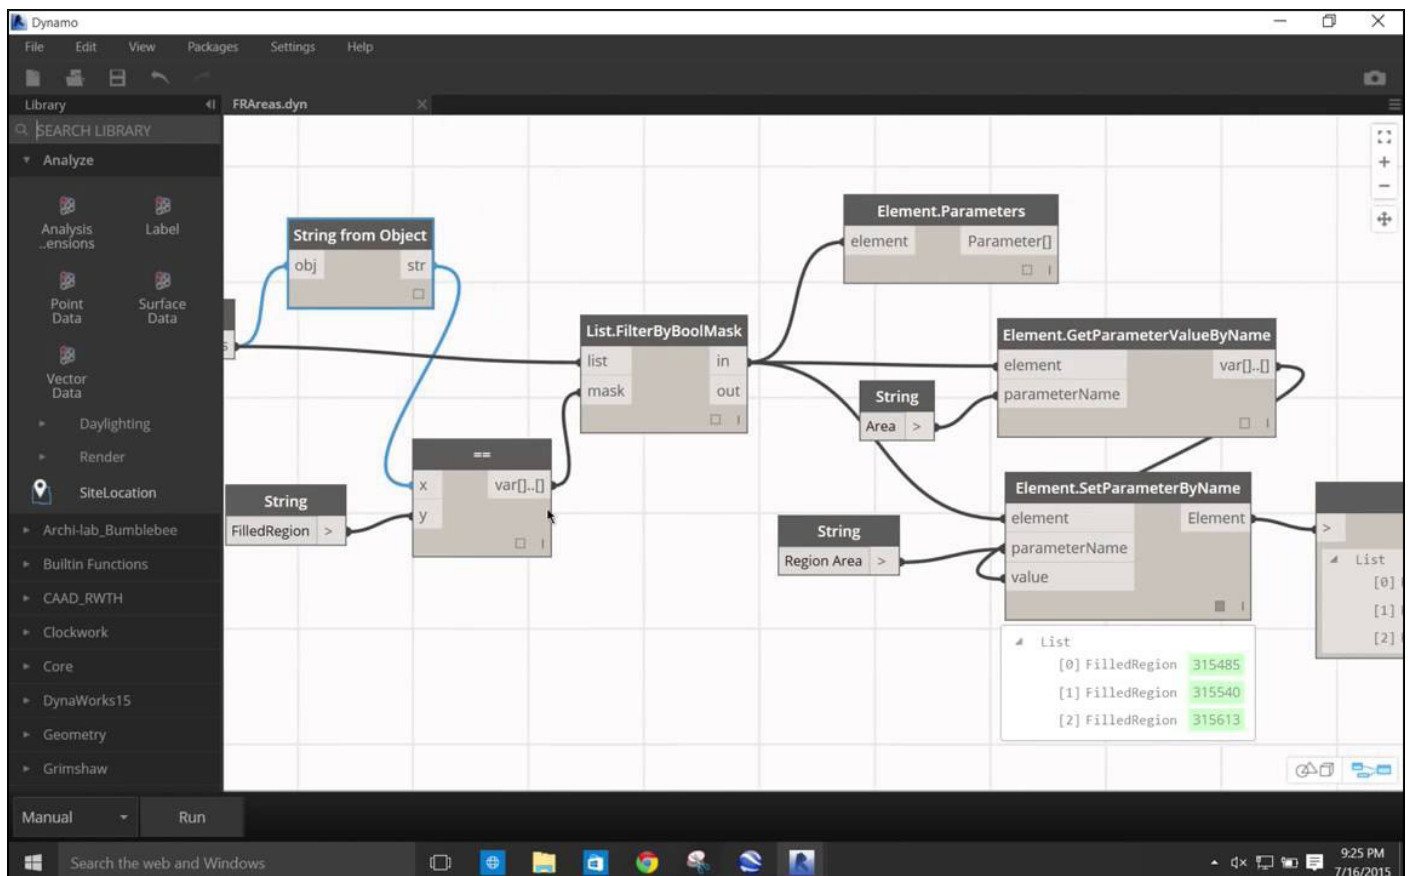 Dynamo
File Edit View Packages Settings Help
Library
FRAreas.dyn
SEARCH LIBRARY
Analyze
Analysis
..ensions
Label
Point
Data
Surface
Data
Vector
Data
Daylighting
Render
SiteLocation
Archi-lab_Bumblebee
Builtin Functions
CAAD_RWTH
Clockwork
Core
DynaWorks15
Geometry
Grimshaw
String from Object
obj str
String
FilledRegion >
==
x var[]..[]
y
List.FilterByBoolMask
list in
mask out
Element.Parameters
element Parameter[]
String
Area >
Element.GetParameterValueByName
element var[]..[]
parameterName
String
Region Area >
Element.SetParameterByName
element Element
parameterName
value
List
[0] FilledRegion 315485
[1] FilledRegion 315540
[2] FilledRegion 315613
>
List
[0]
[1]
[2]
Manual Run
Search the web and Windows
9:25 PM
7/16/2015